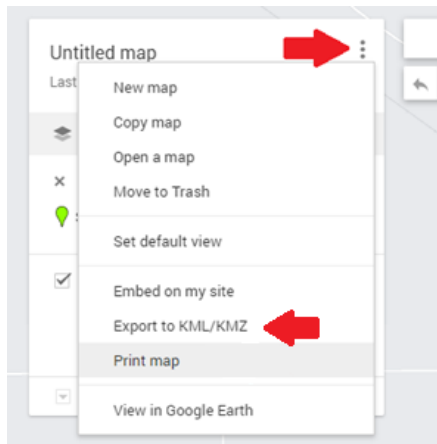 Untitled map
Last
New map
Copy map
Open a map
Move to Trash
Set default view
Embed on my site
Export to KML/KMZ
Print map
View in Google Earth